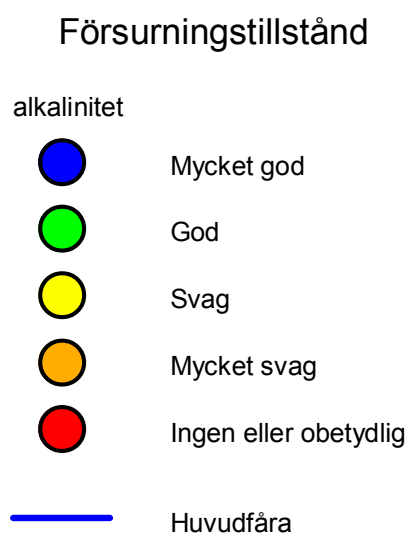 Försurningstillstånd
alkalinitet
Mycket god
God
Svag
Mycket svag
Ingen eller obetydlig
Huvudfåra